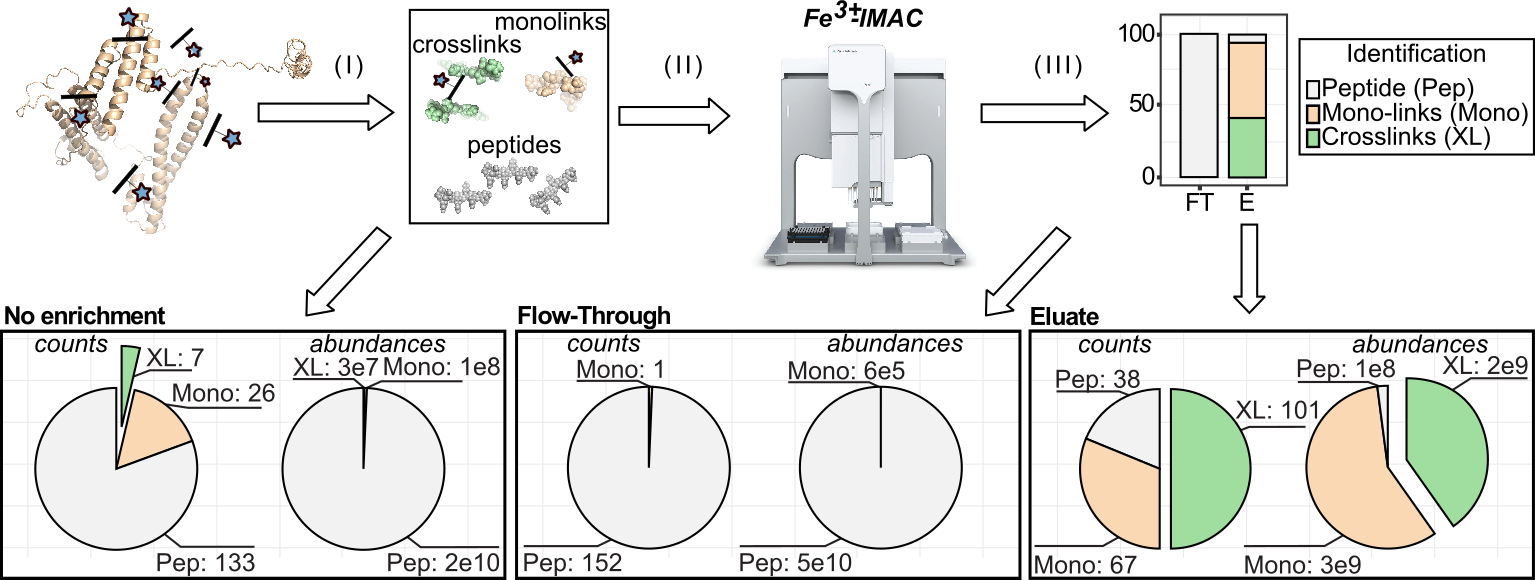 (I)
monolinks
crosslinks
peptides
(II)
Fe3+-IMAC
(III)
100
50
0
FT
E
Identification
Peptide (Pep)
Mono-links (Mono)
Crosslinks (XL)
No enrichment
counts
XL: 7
Mono: 26
Pep: 133
abundances
XL: 3e7
Mono: 1e8
Pep: 2e10
Flow-Through
counts
Mono: 1
Pep: 152
abundances
Mono: 6e5
Pep: 5e10
Eluate
counts
Pep: 38
XL: 101
Mono: 67
abundances
Pep: 1e8
XL: 2e9
Mono: 3e9